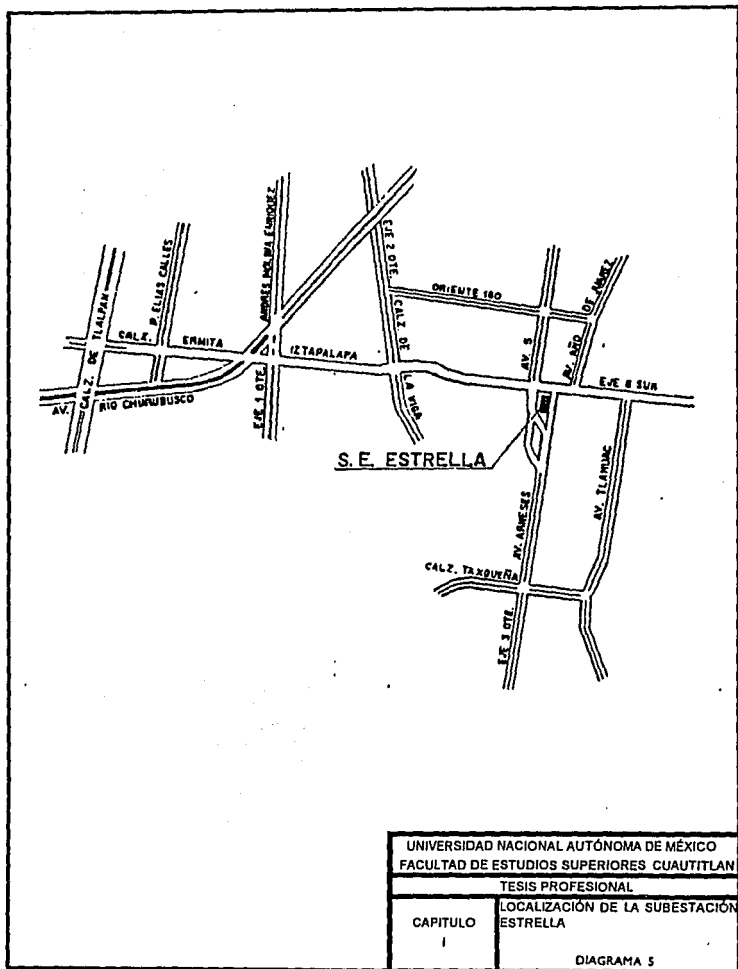 CALZ. DE TLALPAN
P. ELIAS CALLES
ANDRES MOLINA ENRIQUEZ
EJE 2 OTE. CALZ DE LA VIGA
ORIENTE 160
AV. 5
AV. AÑO DE JUAREZ
CALZ. ERMITA IZTAPALAPA
EJE 8 SUR
AV. RIO CHURUBUSCO
EJE 1 OTE.
S. E. ESTRELLA
AV. ARNESES
AV. TLAHUAC
CALZ. TAXQUEÑA
EJE 3 OTE.
UNIVERSIDAD NACIONAL AUTÓNOMA DE MÉXICO
FACULTAD DE ESTUDIOS SUPERIORES CUAUTITLAN
TESIS PROFESIONAL
CAPITULO
I
LOCALIZACIÓN DE LA SUBESTACIÓN
ESTRELLA
DIAGRAMA 5